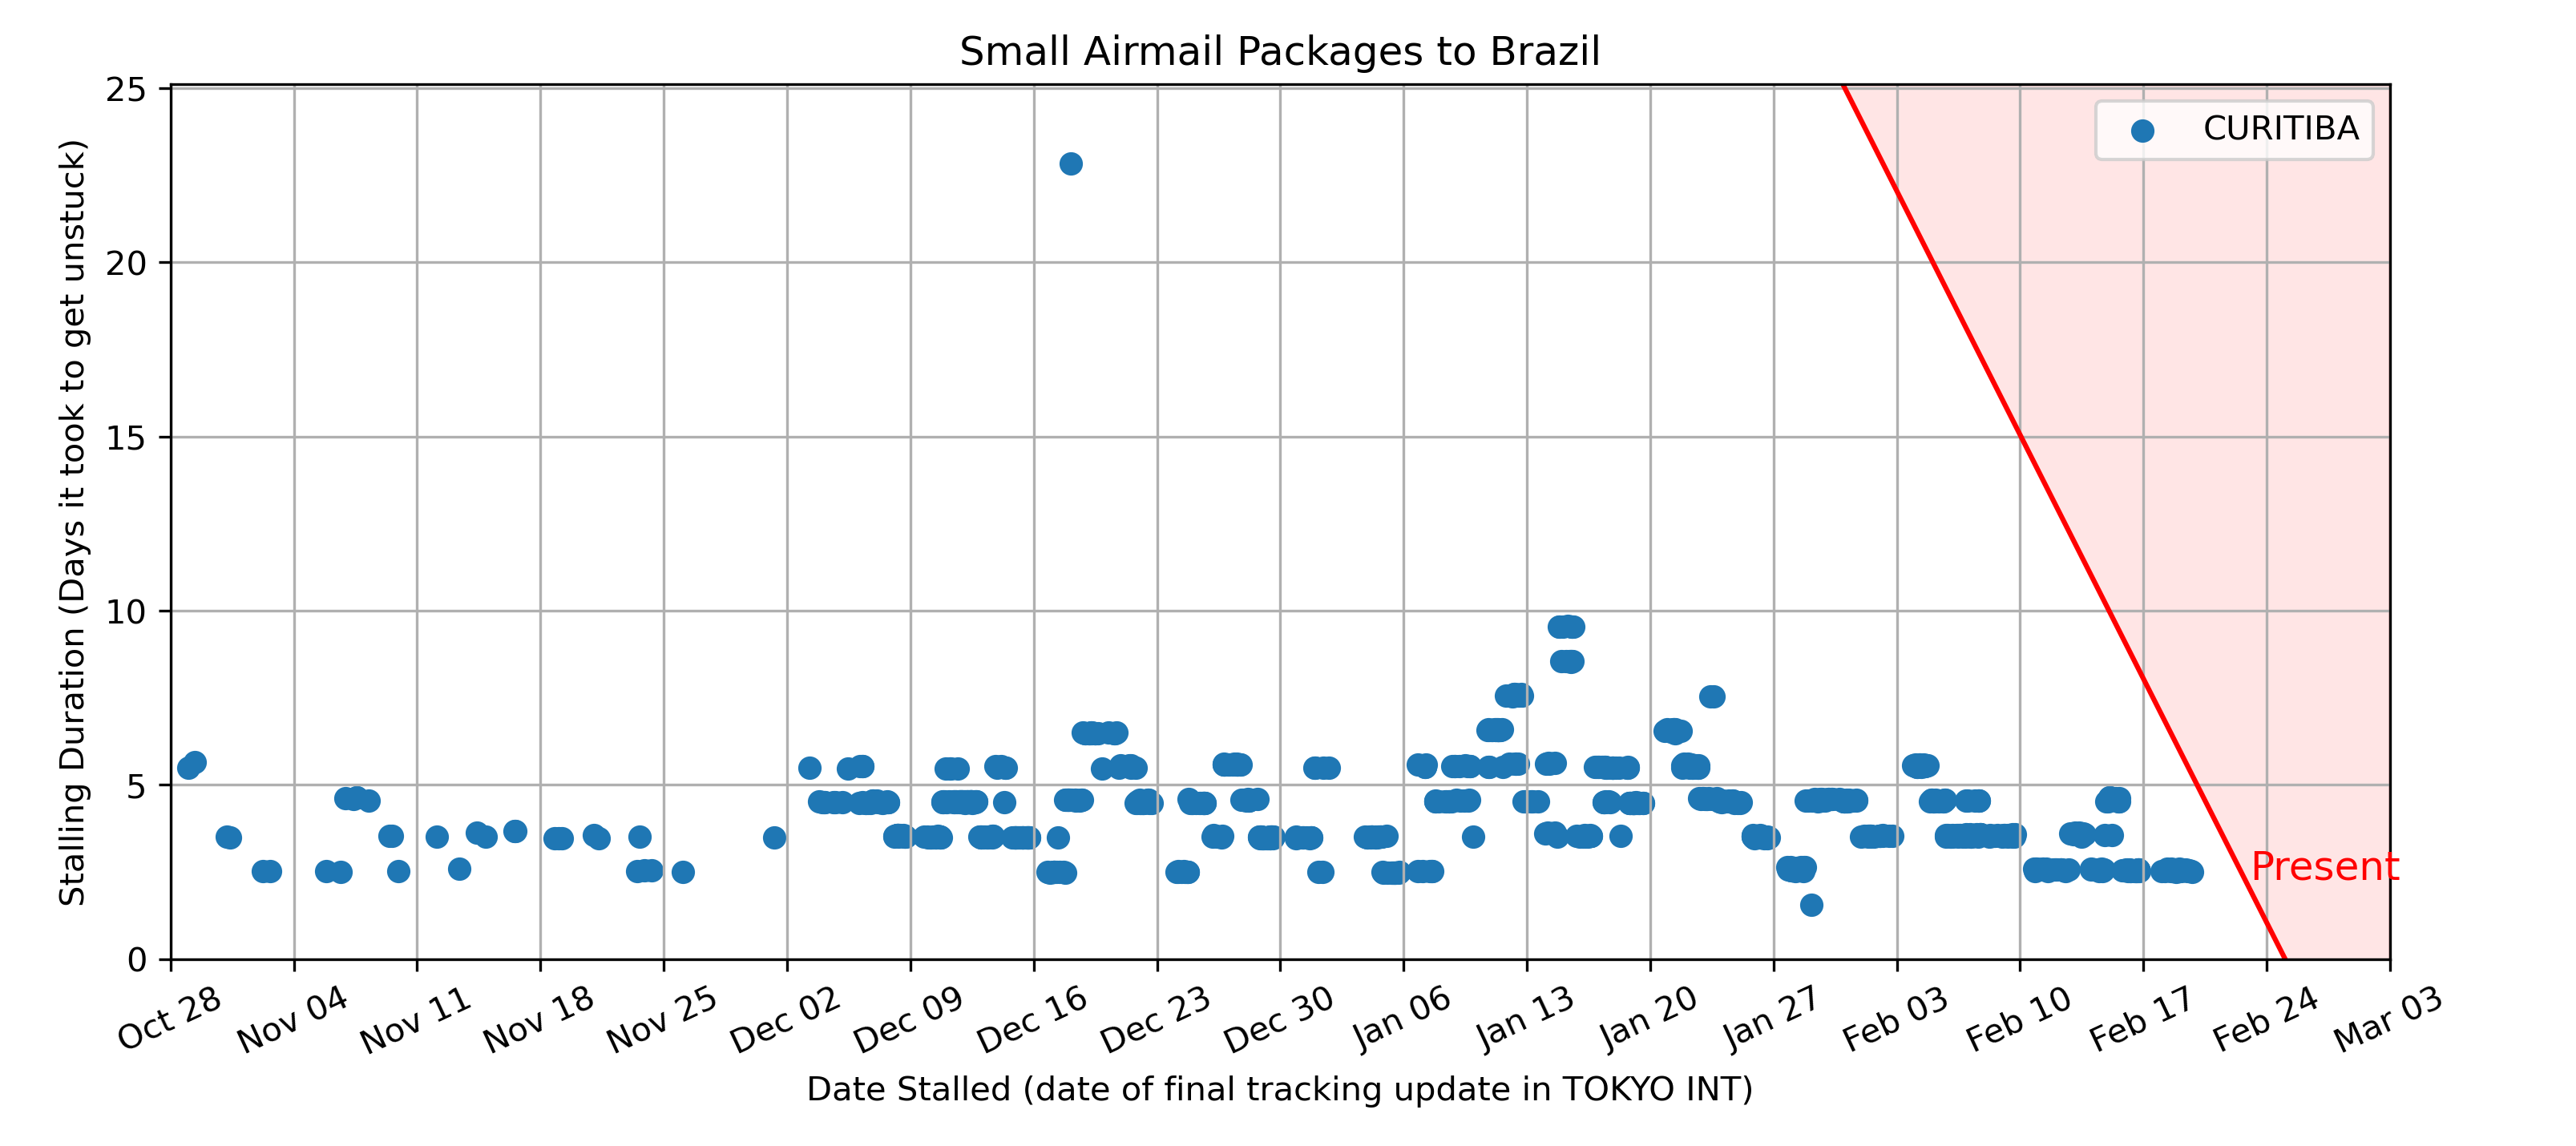 Small Airmail Packages to Brazil
CURITIBA
25
20
15
10
5
0
Stalling Duration (Days it took to get unstuck)
Present
Oct 28
Nov 04
Nov 11
Nov 18
Nov 25
Dec 02
Dec 09
Dec 16
Dec 23
Dec 30
Jan 06
Jan 13
Jan 20
Jan 27
Feb 03
Feb 10
Feb 17
Feb 24
Mar 03
Date Stalled (date of final tracking update in TOKYO INT)